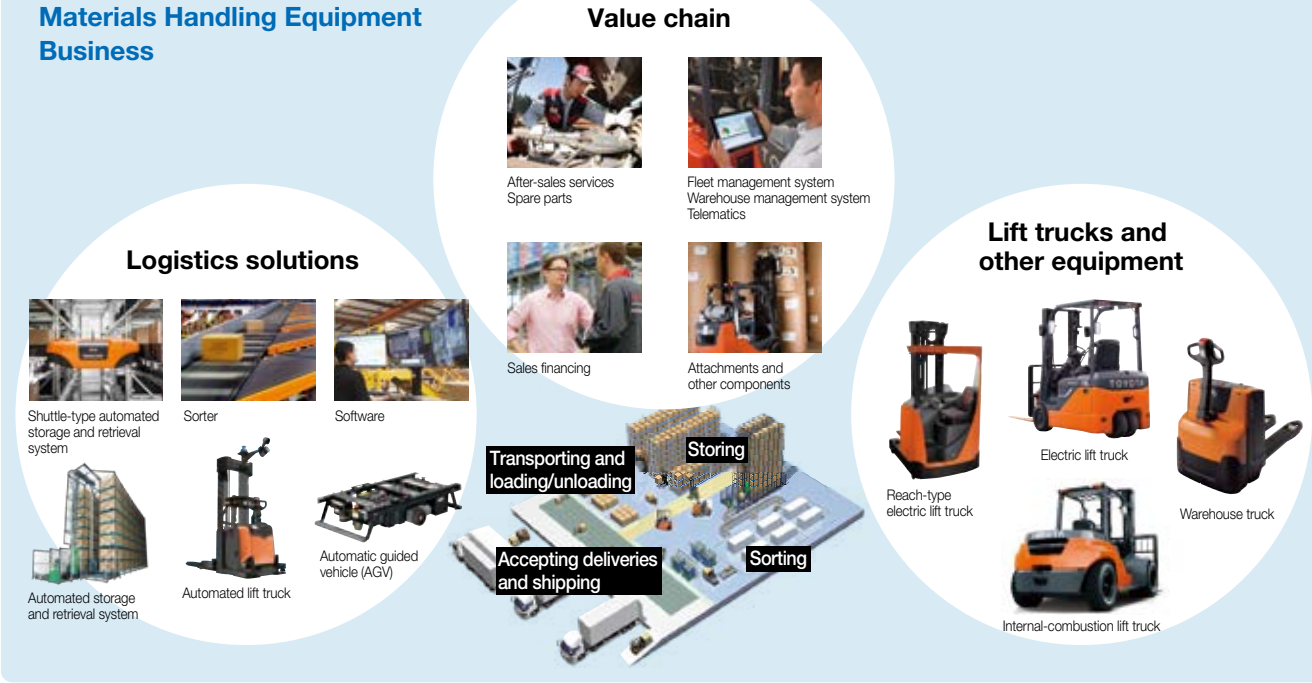 Materials Handling Equipment
Business
Value chain
After-sales services
Spare parts
Fleet management system
Warehouse management system
Telematics
Sales financing
Attachments and
other components
Logistics solutions
Shuttle-type automated
storage and retrieval
system
Sorter
Software
Automated storage
and retrieval system
Automated lift truck
Automatic guided
vehicle (AGV)
Transporting and
loading/unloading
Storing
Accepting deliveries
and shipping
Sorting
Lift trucks and
other equipment
Reach-type
electric lift truck
TOYOTA
Electric lift truck
Warehouse truck
Internal-combustion lift truck